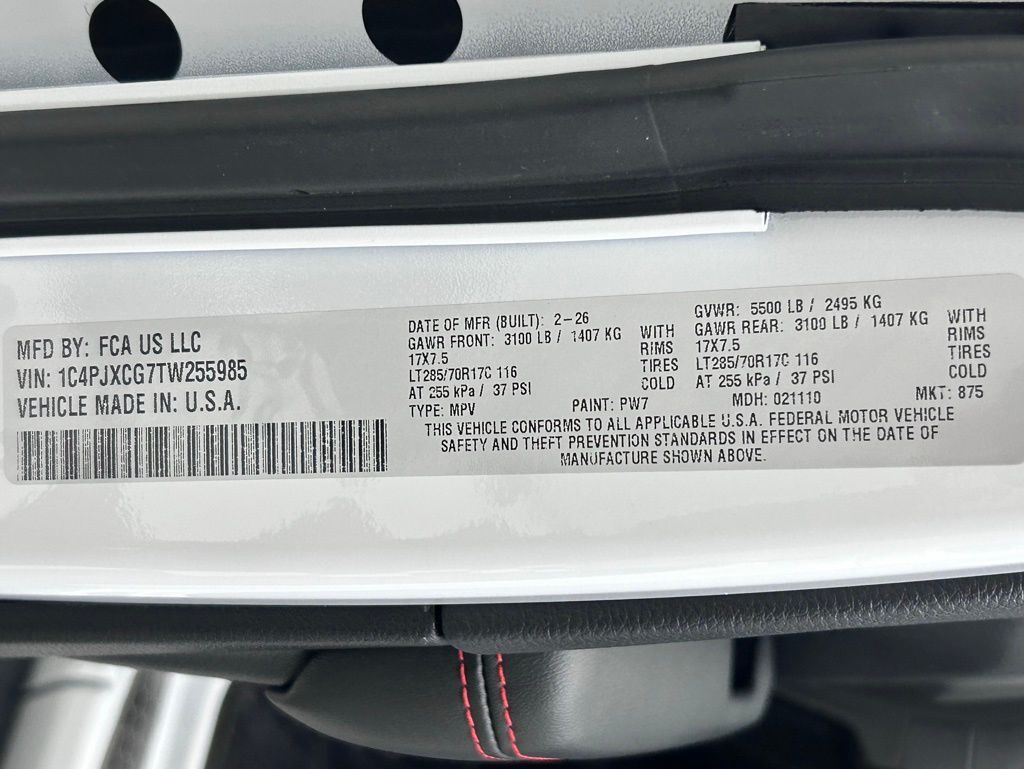 MFD BY: FCA US LLC
VIN: 1C4PJXCG7TW255985
VEHICLE MADE IN: U.S.A.
DATE OF MFR (BUILT): 2-26
GAWR FRONT: 3100 LB / 1407 KG
17X7.5
LT285/70R17C 116
AT 255 kPa / 37 PSI
WITH
RIMS
TIRES
COLD
GVWR: 5500 LB / 2495 KG
GAWR REAR: 3100 LB / 1407 KG
17X7.5
LT285/70R17C 116
AT 255 kPa / 37 PSI
WITH
RIMS
TIRES
COLD
TYPE: MPV PAINT: PW7 MDH: 021110 MKT: 875
THIS VEHICLE CONFORMS TO ALL APPLICABLE U.S.A. FEDERAL MOTOR VEHICLE
SAFETY AND THEFT PREVENTION STANDARDS IN EFFECT ON THE DATE OF
MANUFACTURE SHOWN ABOVE.